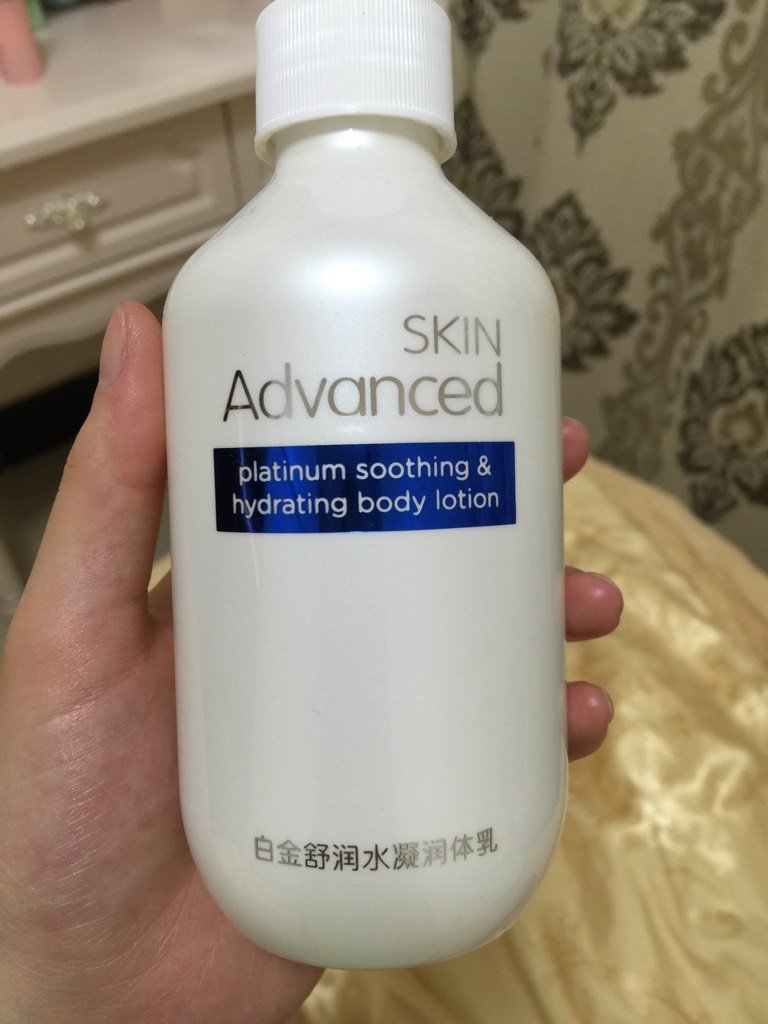 SKIN
Advanced
platinum soothing &
hydrating body lotion
白金舒润水凝润体乳